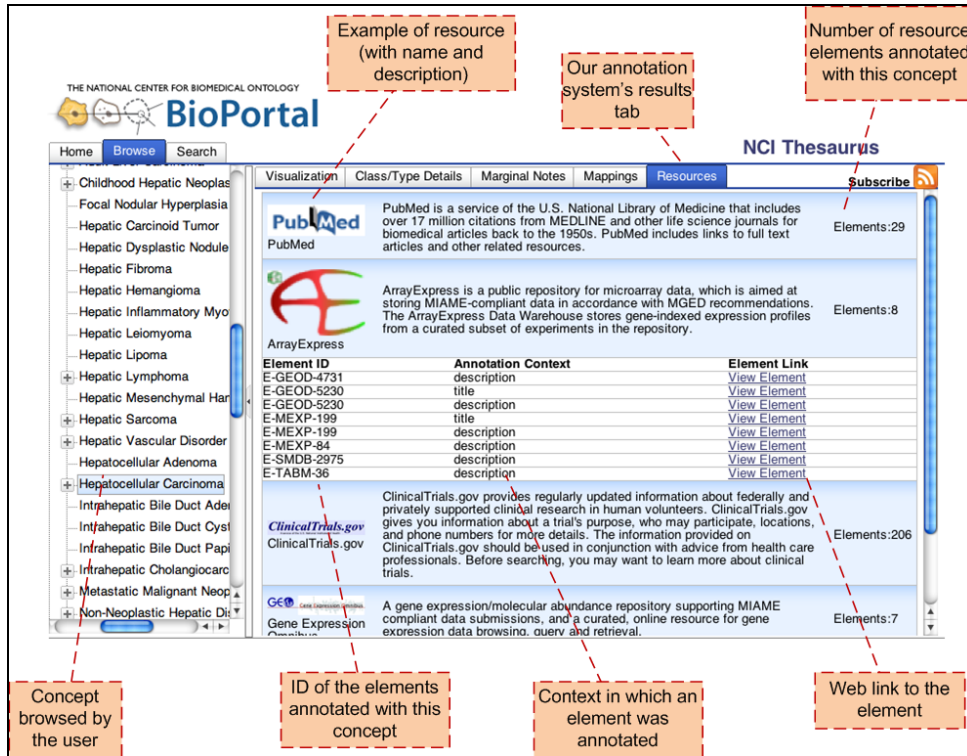 Example of resource
(with name and
description)
Our annotation
system's results
tab
Number of resource
elements annotated
with this concept
THE NATIONAL CENTER FOR BIOMEDICAL ONTOLOGY
BioPortal
Home
Browse
Search
NCI Thesaurus
Visualization
Class/Type Details
Marginal Notes
Mappings
Resources
Subscribe
Childhood Hepatic Neoplas
Focal Nodular Hyperplasia
Hepatic Carcinoid Tumor
Hepatic Dysplastic Nodule
Hepatic Fibroma
Hepatic Hemangioma
Hepatic Inflammatory Myo
Hepatic Leiomyoma
Hepatic Lipoma
Hepatic Lymphoma
Hepatic Mesenchymal Har
Hepatic Sarcoma
Hepatic Vascular Disorder
Hepatocellular Adenoma
Hepatocellular Carcinoma
Intrahepatic Bile Duct Ade
Intrahepatic Bile Duct Cyst
Intrahepatic Bile Duct Papi
Intrahepatic Cholangiocarc
Metastatic Malignant Neop
Non-Neoplastic Hepatic Dis
PubMed
PubMed
PubMed is a service of the U.S. National Library of Medicine that includes
over 17 million citations from MEDLINE and other life science journals for
biomedical articles back to the 1950s. PubMed includes links to full text
articles and other related resources.
Elements:29
ArrayExpress
ArrayExpress is a public repository for microarray data, which is aimed at
storing MIAME-compliant data in accordance with MGED recommendations.
The ArrayExpress Data Warehouse stores gene-indexed expression profiles
from a curated subset of experiments in the repository.
Elements:8
Element ID Annotation Context Element Link
E-GEOD-4731 description View Element
E-GEOD-5230 title View Element
E-GEOD-5230 description View Element
E-MEXP-199 title View Element
E-MEXP-199 description View Element
E-MEXP-84 description View Element
E-SMDB-2975 description View Element
E-TABM-36 description View Element
ClinicalTrials.gov
ClinicalTrials.gov
ClinicalTrials.gov provides regularly updated information about federally and
privately supported clinical research in human volunteers. ClinicalTrials.gov
gives you information about a trial's purpose, who may participate, locations,
and phone numbers for more details. The information provided on
ClinicalTrials.gov should be used in conjunction with advice from health care
professionals. Before searching, you may want to learn more about clinical
trials.
Elements:206
GEO Gene Expression Omnibus
Gene Expression
Omnibus
A gene expression/molecular abundance repository supporting MIAME
compliant data submissions, and a curated, online resource for gene
expression data browsing, query and retrieval.
Elements:7
Concept
browsed by
the user
ID of the elements
annotated with this
concept
Context in which an
element was
annotated
Web link to the
element